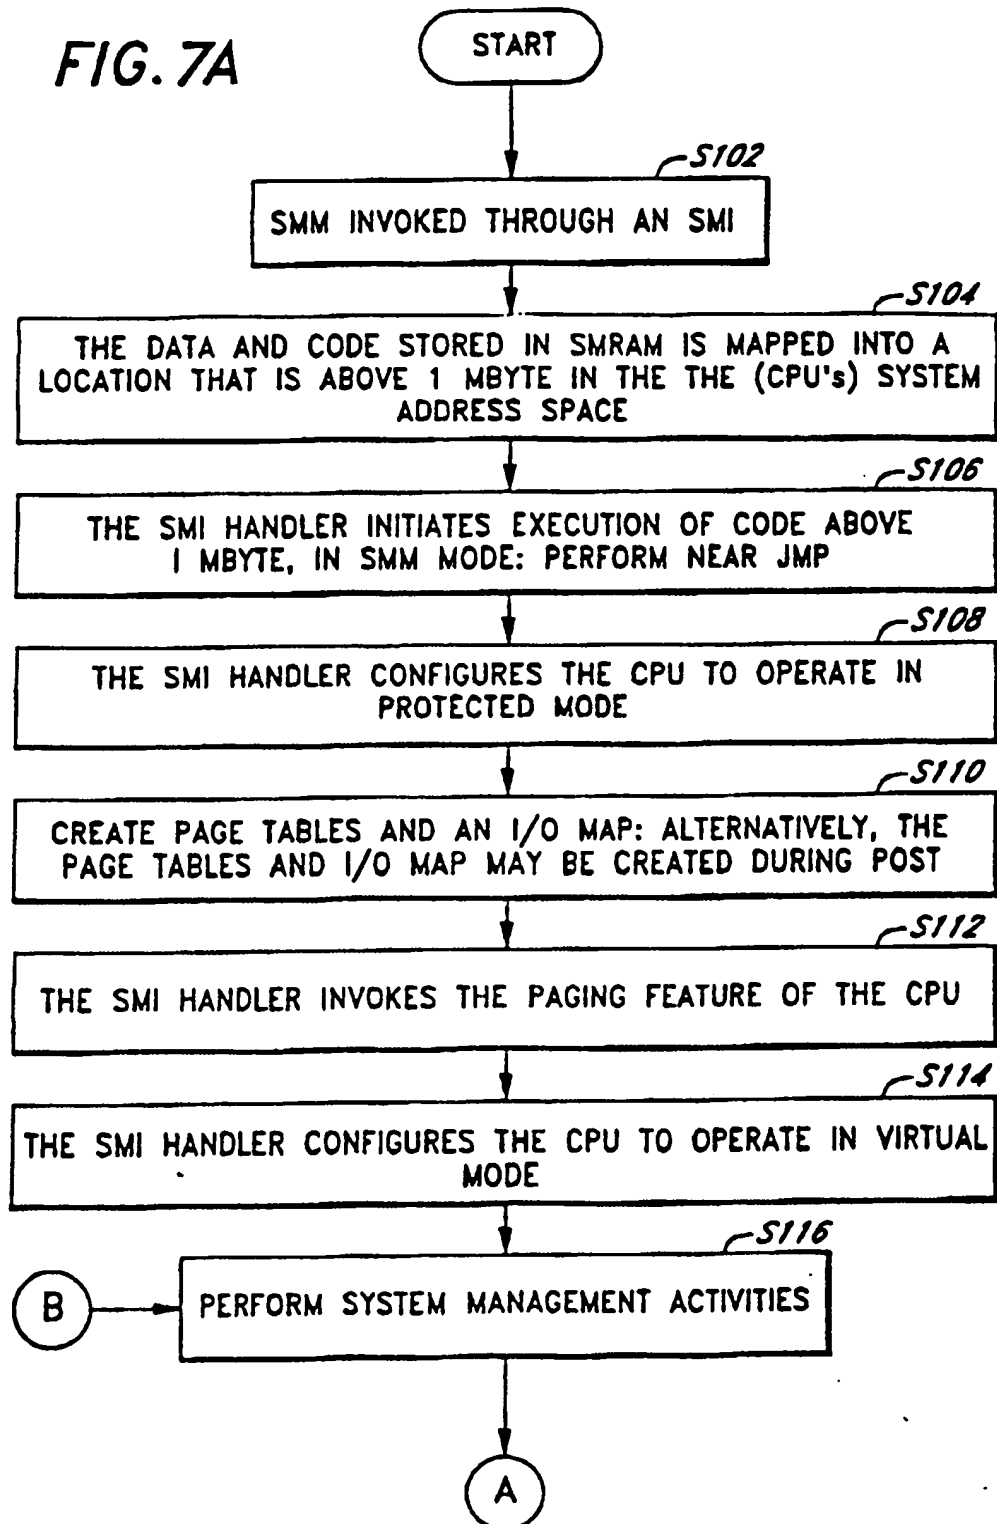 FIG. 7A
START
S102
SMM INVOKED THROUGH AN SMI
S104
THE DATA AND CODE STORED IN SMRAM IS MAPPED INTO A
LOCATION THAT IS ABOVE 1 MBYTE IN THE THE (CPU's) SYSTEM
ADDRESS SPACE
S106
THE SMI HANDLER INITIATES EXECUTION OF CODE ABOVE
1 MBYTE, IN SMM MODE: PERFORM NEAR JMP
S108
THE SMI HANDLER CONFIGURES THE CPU TO OPERATE IN
PROTECTED MODE
S110
CREATE PAGE TABLES AND AN I/O MAP: ALTERNATIVELY, THE
PAGE TABLES AND I/O MAP MAY BE CREATED DURING POST
S112
THE SMI HANDLER INVOKES THE PAGING FEATURE OF THE CPU
S114
THE SMI HANDLER CONFIGURES THE CPU TO OPERATE IN VIRTUAL
MODE
S116
B
PERFORM SYSTEM MANAGEMENT ACTIVITIES
A